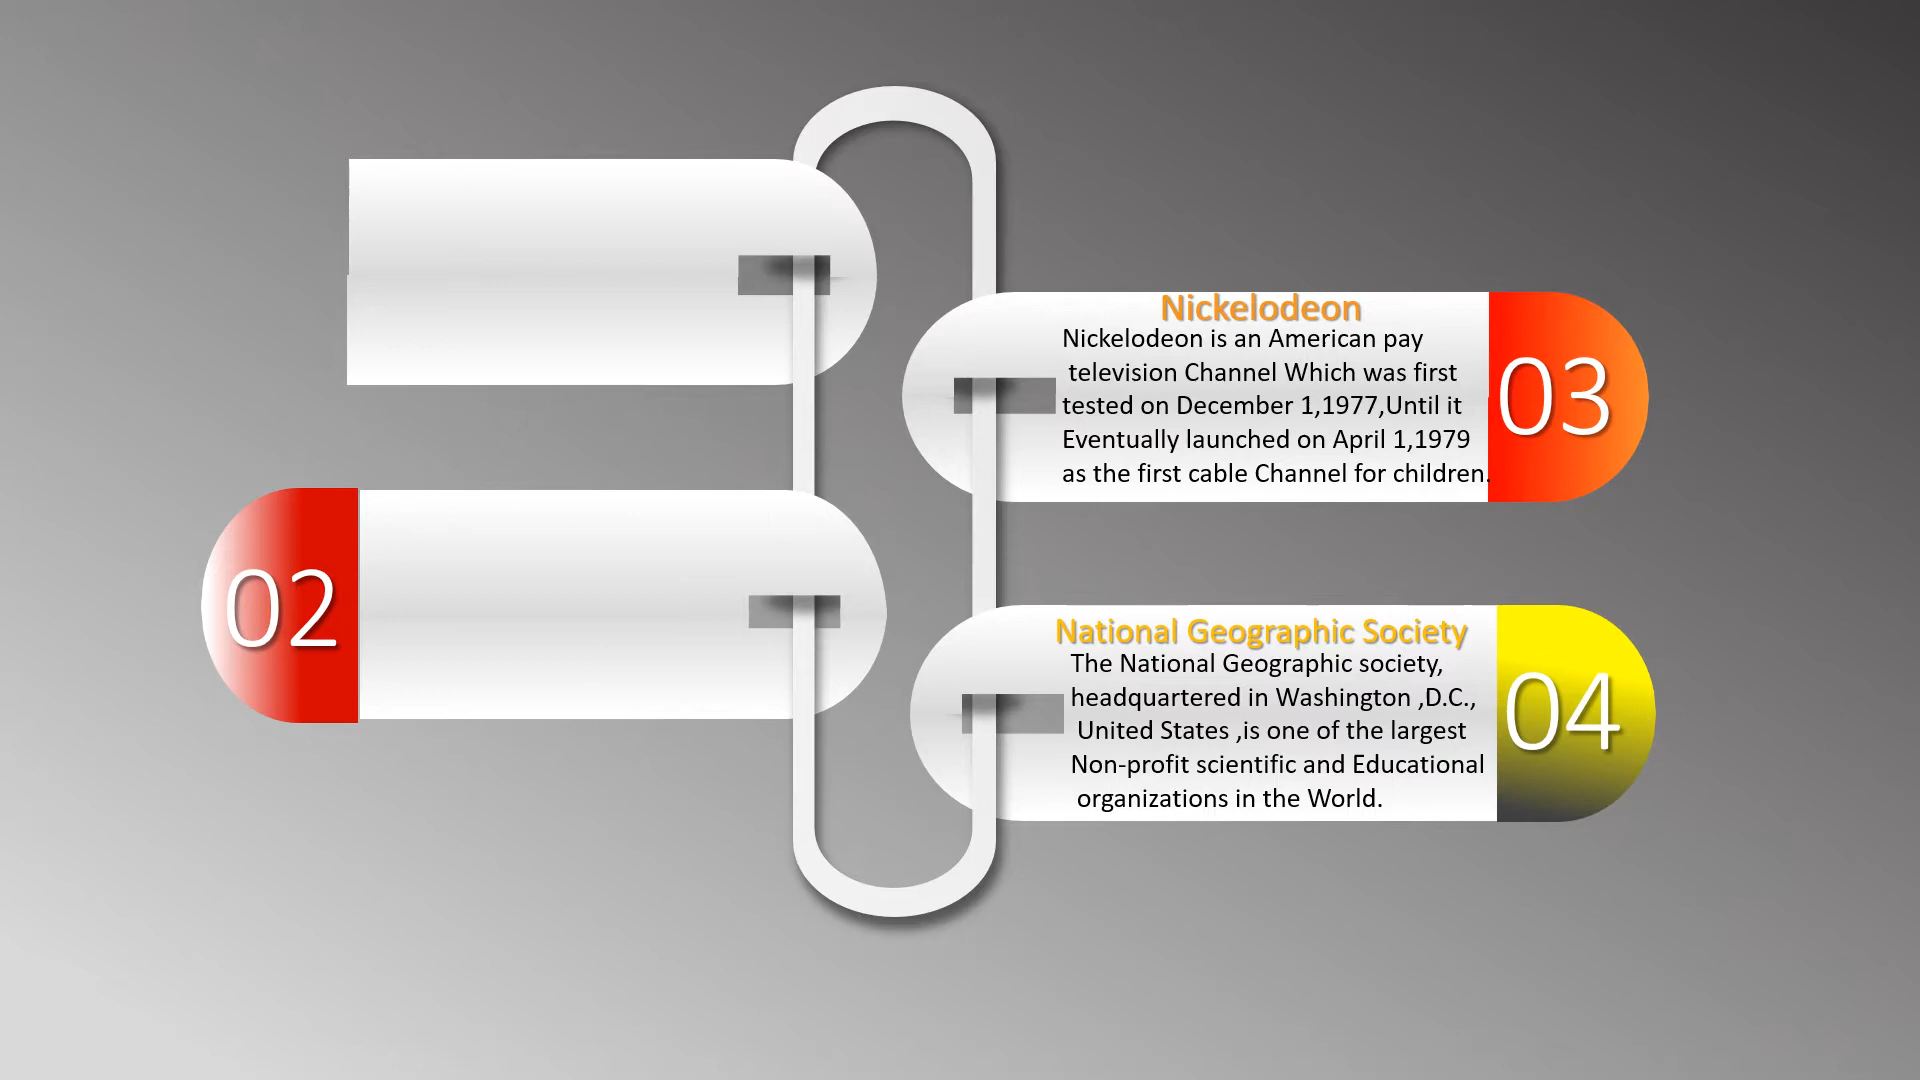 02
Nickelodeon
Nickelodeon is an American pay
television Channel Which was first
tested on December 1,1977,Until it
Eventually launched on April 1,1979
as the first cable Channel for children.
03
National Geographic Society
The National Geographic society,
headquartered in Washington ,D.C.,
United States ,is one of the largest
Non-profit scientific and Educational
organizations in the World.
04